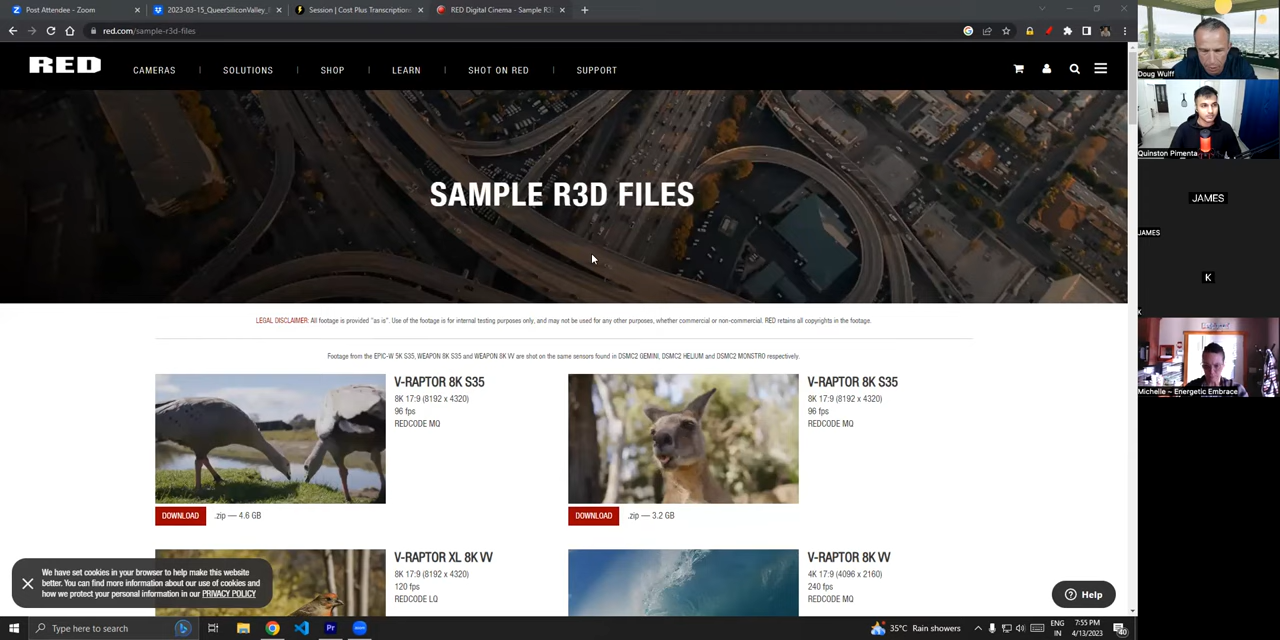 Post Attendee - Zoom
2023-03-15_QueerSiliconValley_
Session | Cost Plus Transcription
RED Digital Cinema - Sample R3D
red.com/sample-r3d-files
RED
CAMERAS | SOLUTIONS | SHOP | LEARN | SHOT ON RED | SUPPORT
SAMPLE R3D FILES
LEGAL DISCLAIMER: All footage is provided "as is". Use of the footage is for internal testing purposes only, and may not be used for any other purposes, whether commercial or non-commercial. RED retains all copyrights in the footage.
Footage from the EPIC-W 5K S35, WEAPON 8K S35 and WEAPON 8K VV are shot on the same sensors found in DSMC2 GEMINI, DSMC2 HELIUM and DSMC2 MONSTRO respectively.
V-RAPTOR 8K S35
8K 17:9 (8192 x 4320)
96 fps
REDCODE MQ
DOWNLOAD .zip — 4.6 GB
V-RAPTOR 8K S35
8K 17:9 (8192 x 4320)
96 fps
REDCODE MQ
DOWNLOAD .zip — 3.2 GB
V-RAPTOR XL 8K VV
8K 17:9 (8192 x 4320)
120 fps
REDCODE LQ
V-RAPTOR 8K VV
4K 17:9 (4096 x 2160)
240 fps
REDCODE MQ
We have set cookies in your browser to help make this website
better. You can find more information about our use of cookies and
how we protect your personal information in our PRIVACY POLICY
Help
Doug Wulff
Quinston Pimenta
JAMES
JAMES
K
K
Michelle ~ Energetic Embrace
Type here to search
Pr
35°C Rain showers
ENG
IN
7:55 PM
4/13/2023
40